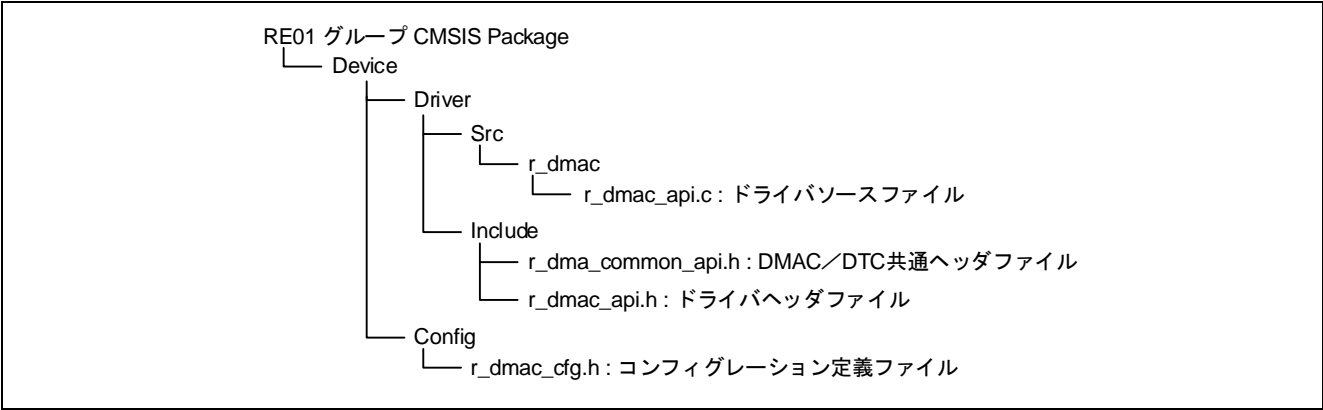 RE01 グループ CMSIS Package
Device
Driver
Src
r_dmac
r_dmac_api.c : ドライバソースファイル
Include
r_dma_common_api.h : DMAC／DTC共通ヘッダファイル
r_dmac_api.h : ドライバヘッダファイル
Config
r_dmac_cfg.h : コンフィグレーション定義ファイル